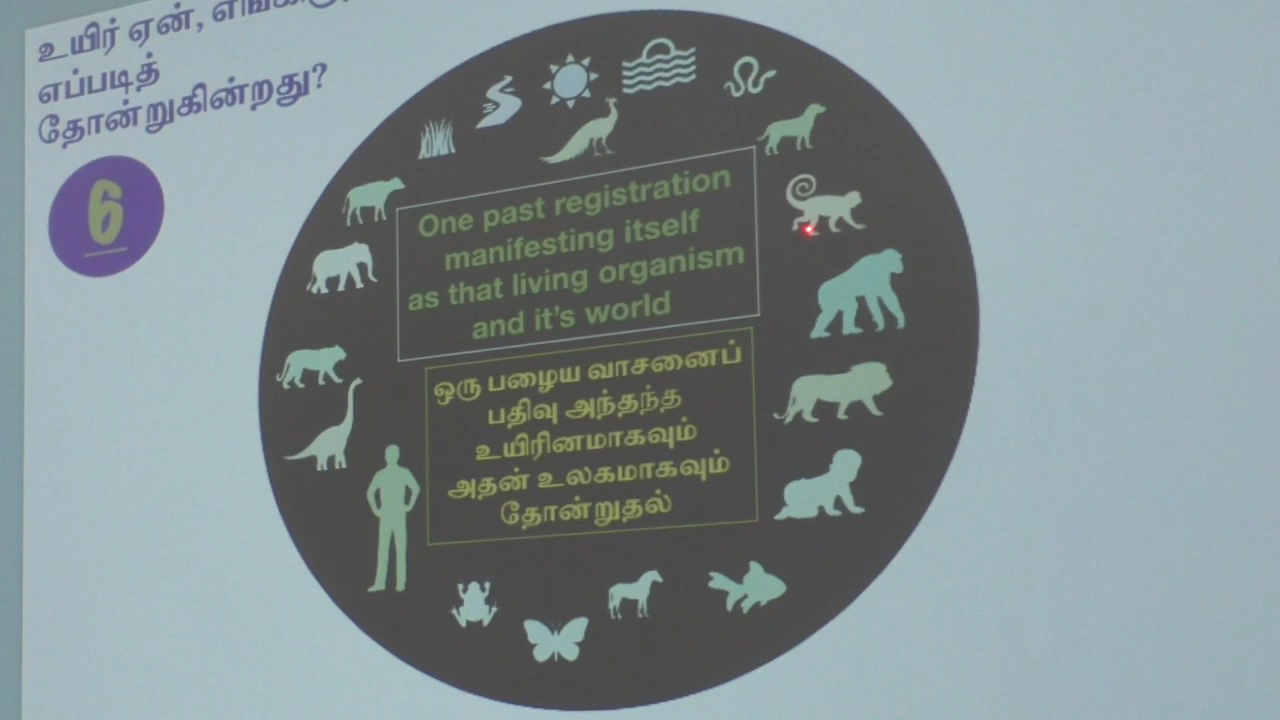 உயிர் ஏன்,
எப்படித்
தோன்றுகின்றது?
6
One past registration
manifesting itself
as that living organism
and it's world
ஒரு பழைய வாசனைப்
பதிவு அந்தந்த
உயிரினமாகவும்
அதன் உலகமாகவும்
தோன்றுதல்